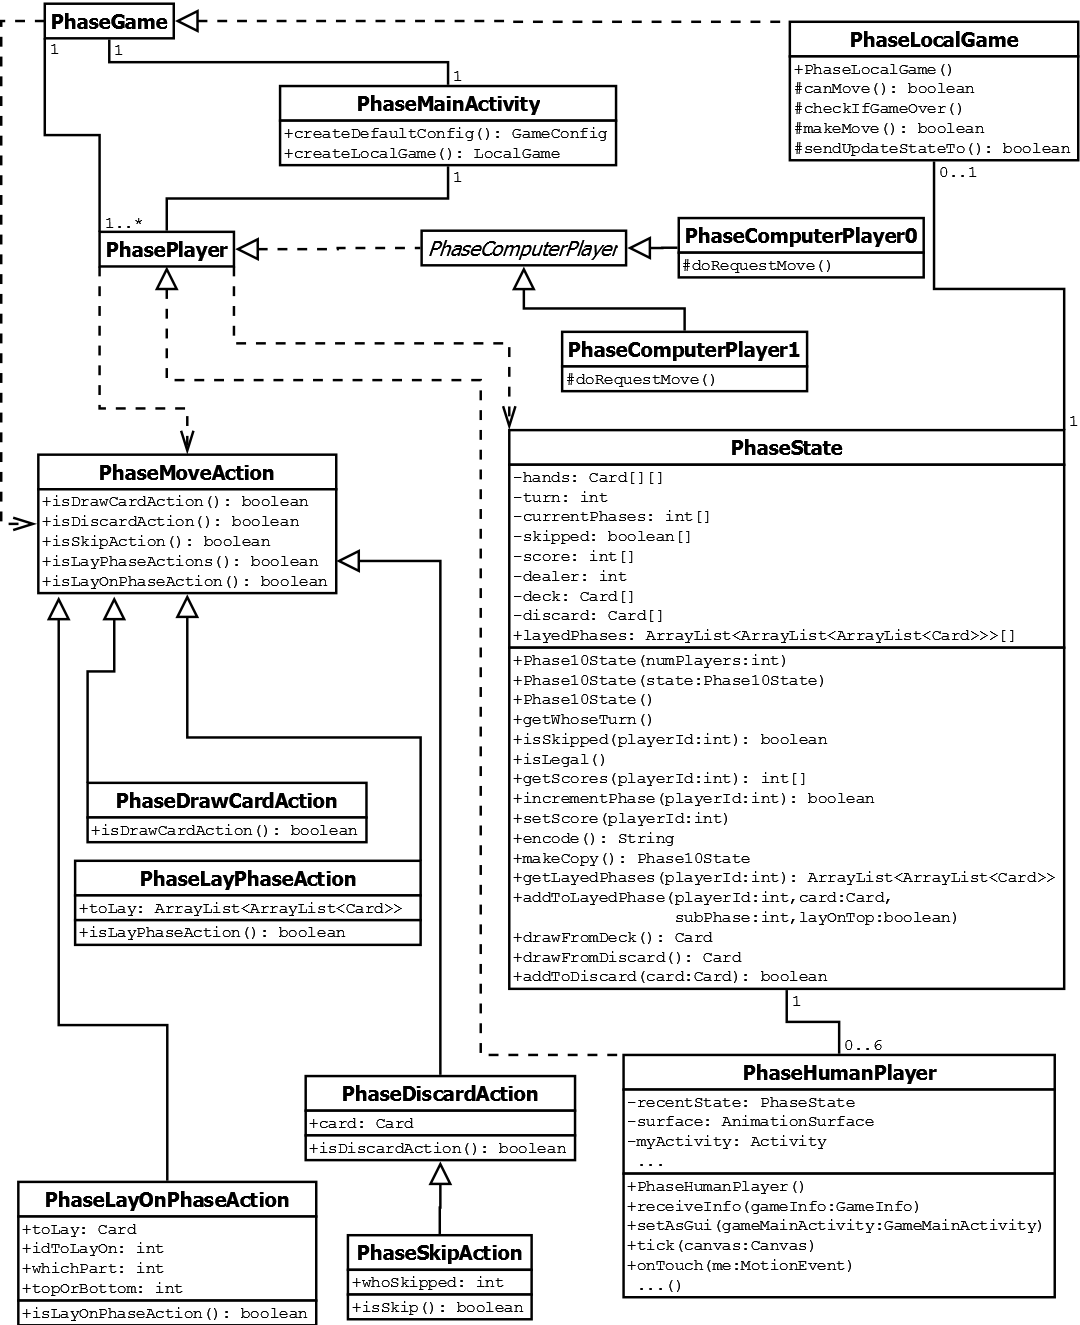 PhaseGame
1
1
PhaseLocalGame
+PhaseLocalGame()
#canMove(): boolean
#checkIfGameOver()
#makeMove(): boolean
#sendUpdateStateTo(): boolean
0..1
1
PhaseMainActivity
+createDefaultConfig(): GameConfig
+createLocalGame(): LocalGame
1
1..*
PhasePlayer
PhaseComputerPlayer
PhaseComputerPlayer0
#doRequestMove()
PhaseComputerPlayer1
#doRequestMove()
1
PhaseMoveAction
+isDrawCardAction(): boolean
+isDiscardAction(): boolean
+isSkipAction(): boolean
+isLayPhaseActions(): boolean
+isLayOnPhaseAction(): boolean
PhaseState
-hands: Card[][]
-turn: int
-currentPhases: int[]
-skipped: boolean[]
-score: int[]
-dealer: int
-deck: Card[]
-discard: Card[]
+layedPhases: ArrayList<ArrayList<ArrayList<Card>>>[]
+Phase10State(numPlayers:int)
+Phase10State(state:Phase10State)
+Phase10State()
+getWhoseTurn()
+isSkipped(playerId:int): boolean
+isLegal()
+getScores(playerId:int): int[]
+incrementPhase(playerId:int): boolean
+setScore(playerId:int)
+encode(): String
+makeCopy(): Phase10State
+getLayedPhases(playerId:int): ArrayList<ArrayList<Card>>
+addToLayedPhase(playerId:int,card:Card,
subPhase:int,layOnTop:boolean)
+drawFromDeck(): Card
+drawFromDiscard(): Card
+addToDiscard(card:Card): boolean
1
0..6
PhaseDrawCardAction
+isDrawCardAction(): boolean
PhaseLayPhaseAction
+toLay: ArrayList<ArrayList<Card>>
+isLayPhaseAction(): boolean
PhaseDiscardAction
+card: Card
+isDiscardAction(): boolean
PhaseHumanPlayer
-recentState: PhaseState
-surface: AnimationSurface
-myActivity: Activity
...
+PhaseHumanPlayer()
+receiveInfo(gameInfo:GameInfo)
+setAsGui(gameMainActivity:GameMainActivity)
+tick(canvas:Canvas)
+onTouch(me:MotionEvent)
...()
PhaseLayOnPhaseAction
+toLay: Card
+idToLayOn: int
+whichPart: int
+topOrBottom: int
+isLayOnPhaseAction(): boolean
PhaseSkipAction
+whoSkipped: int
+isSkip(): boolean